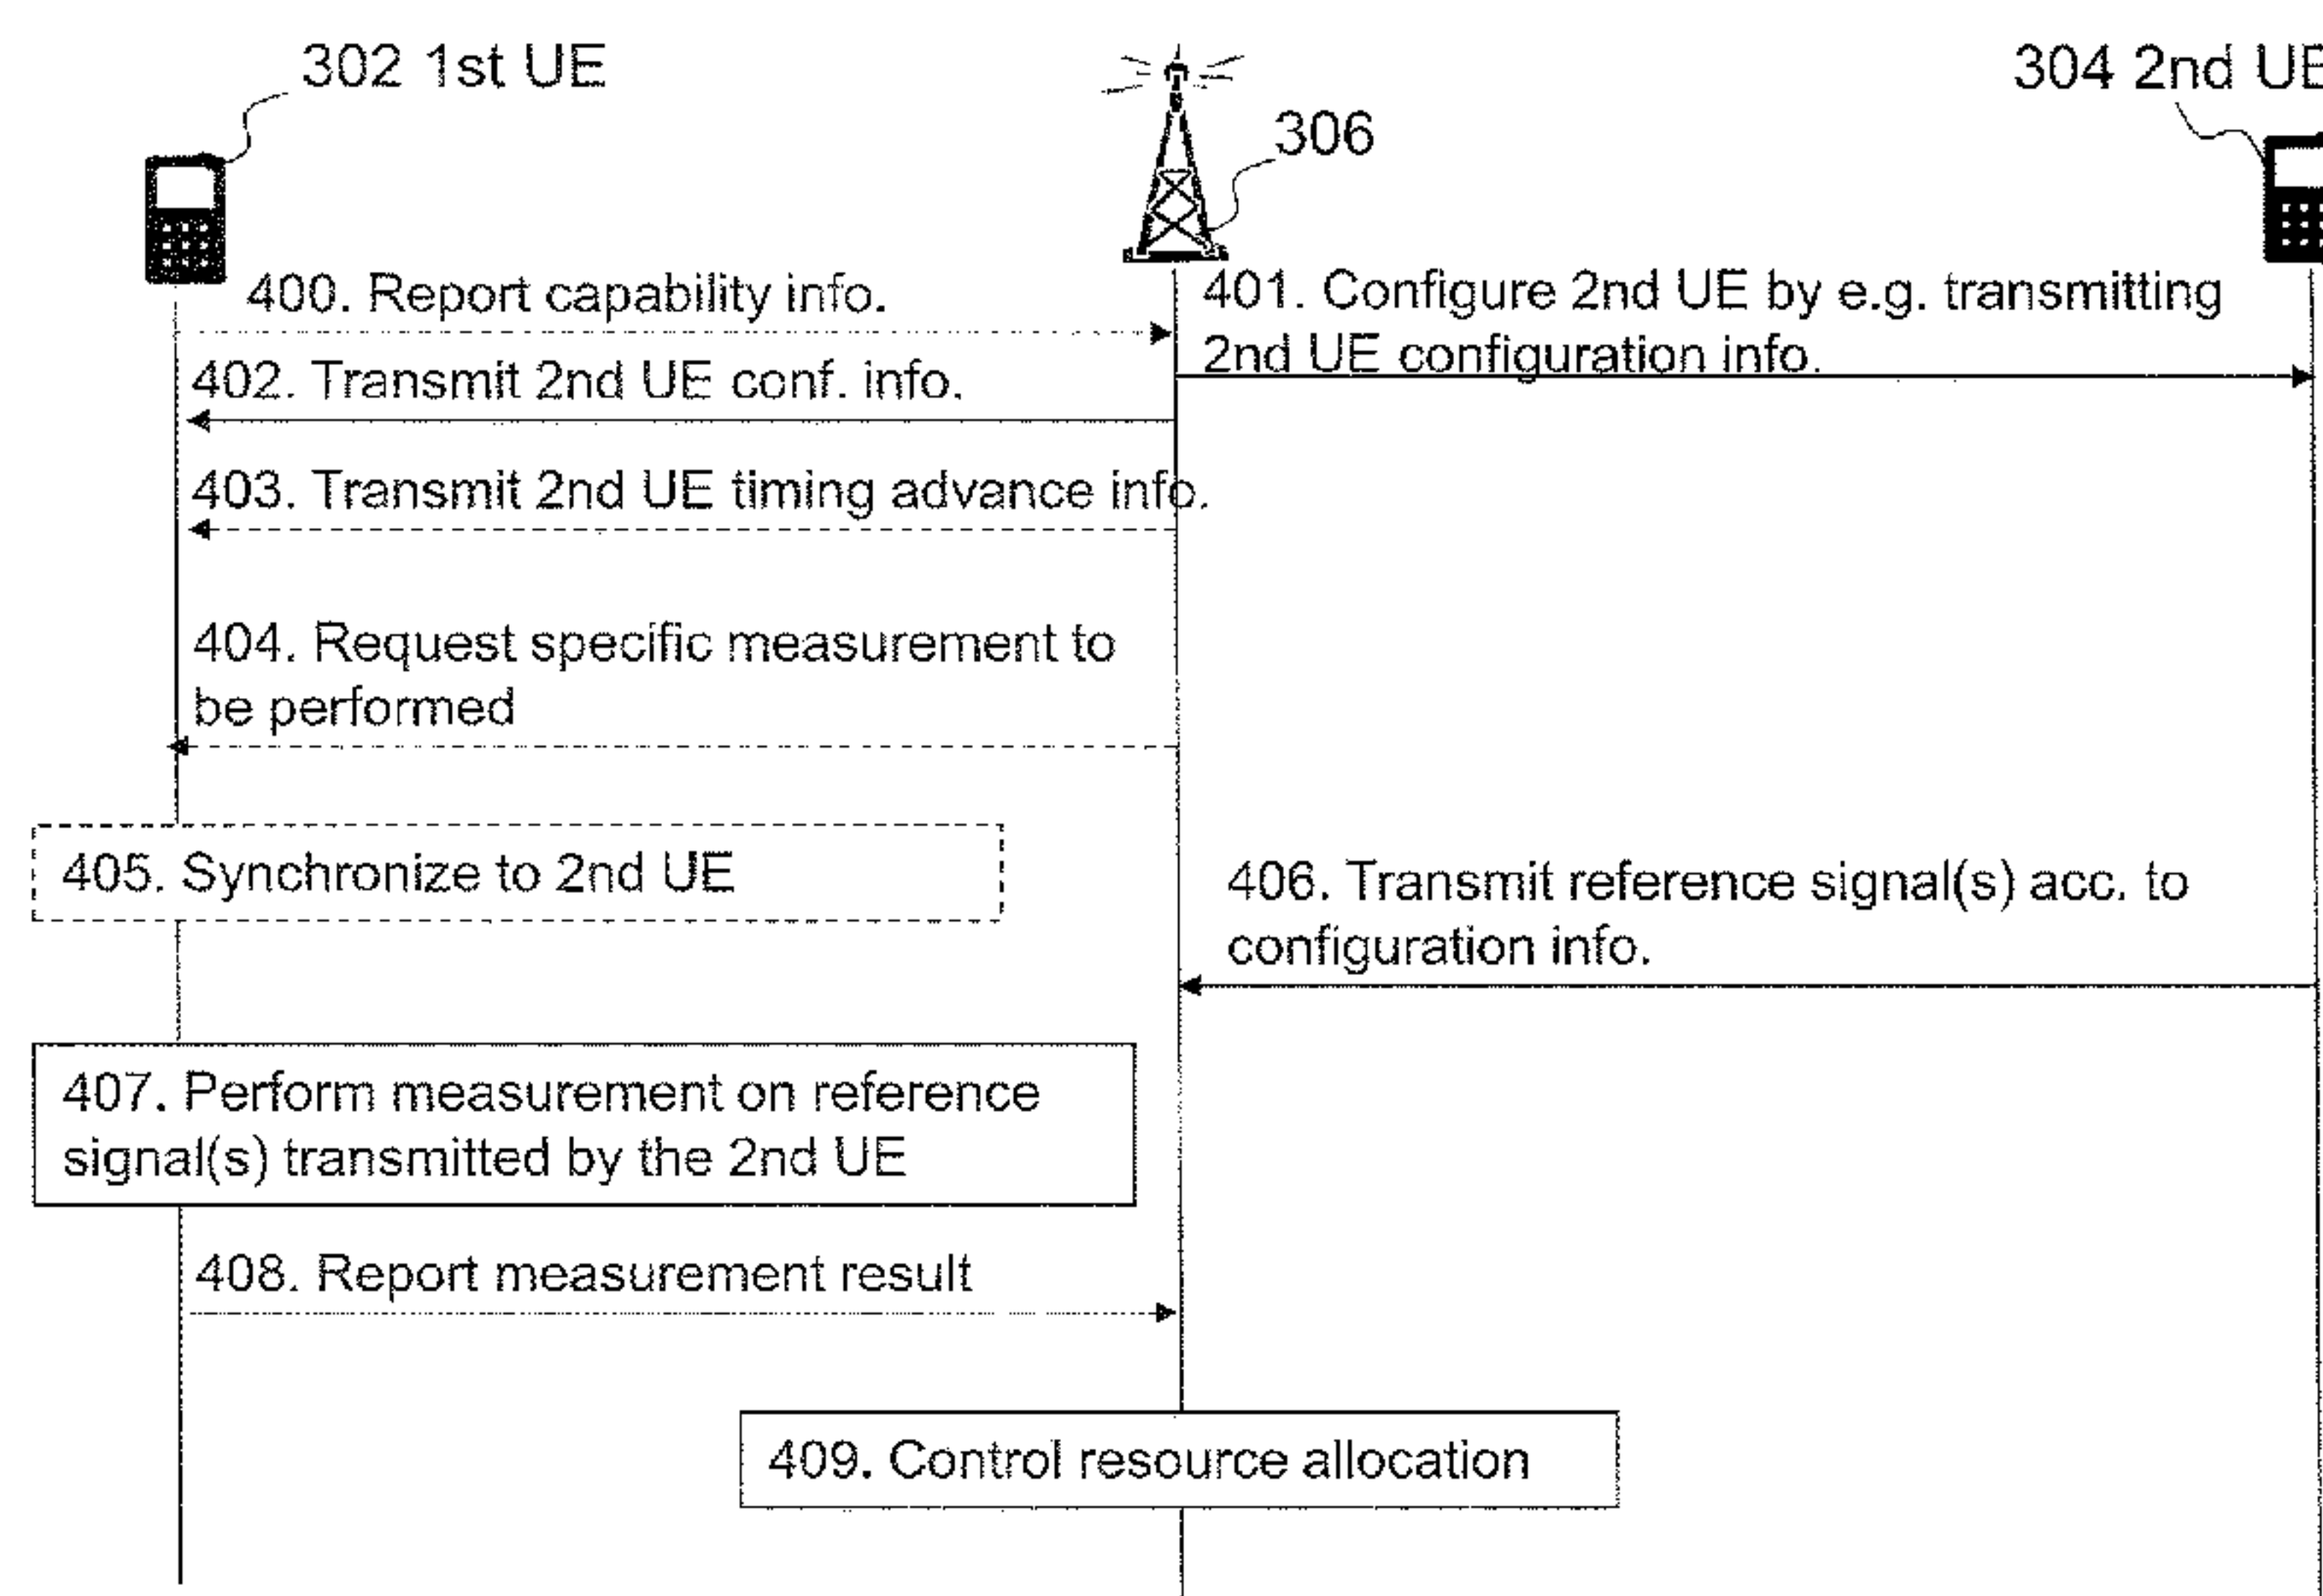 302 1st UE
304 2nd UE
306
400. Report capability info.
401. Configure 2nd UE by e.g. transmitting
2nd UE configuration info.
402. Transmit 2nd UE conf. info.
403. Transmit 2nd UE timing advance info.
404. Request specific measurement to
be performed
405. Synchronize to 2nd UE
406. Transmit reference signal(s) acc. to
configuration info.
407. Perform measurement on reference
signal(s) transmitted by the 2nd UE
408. Report measurement result
409. Control resource allocation